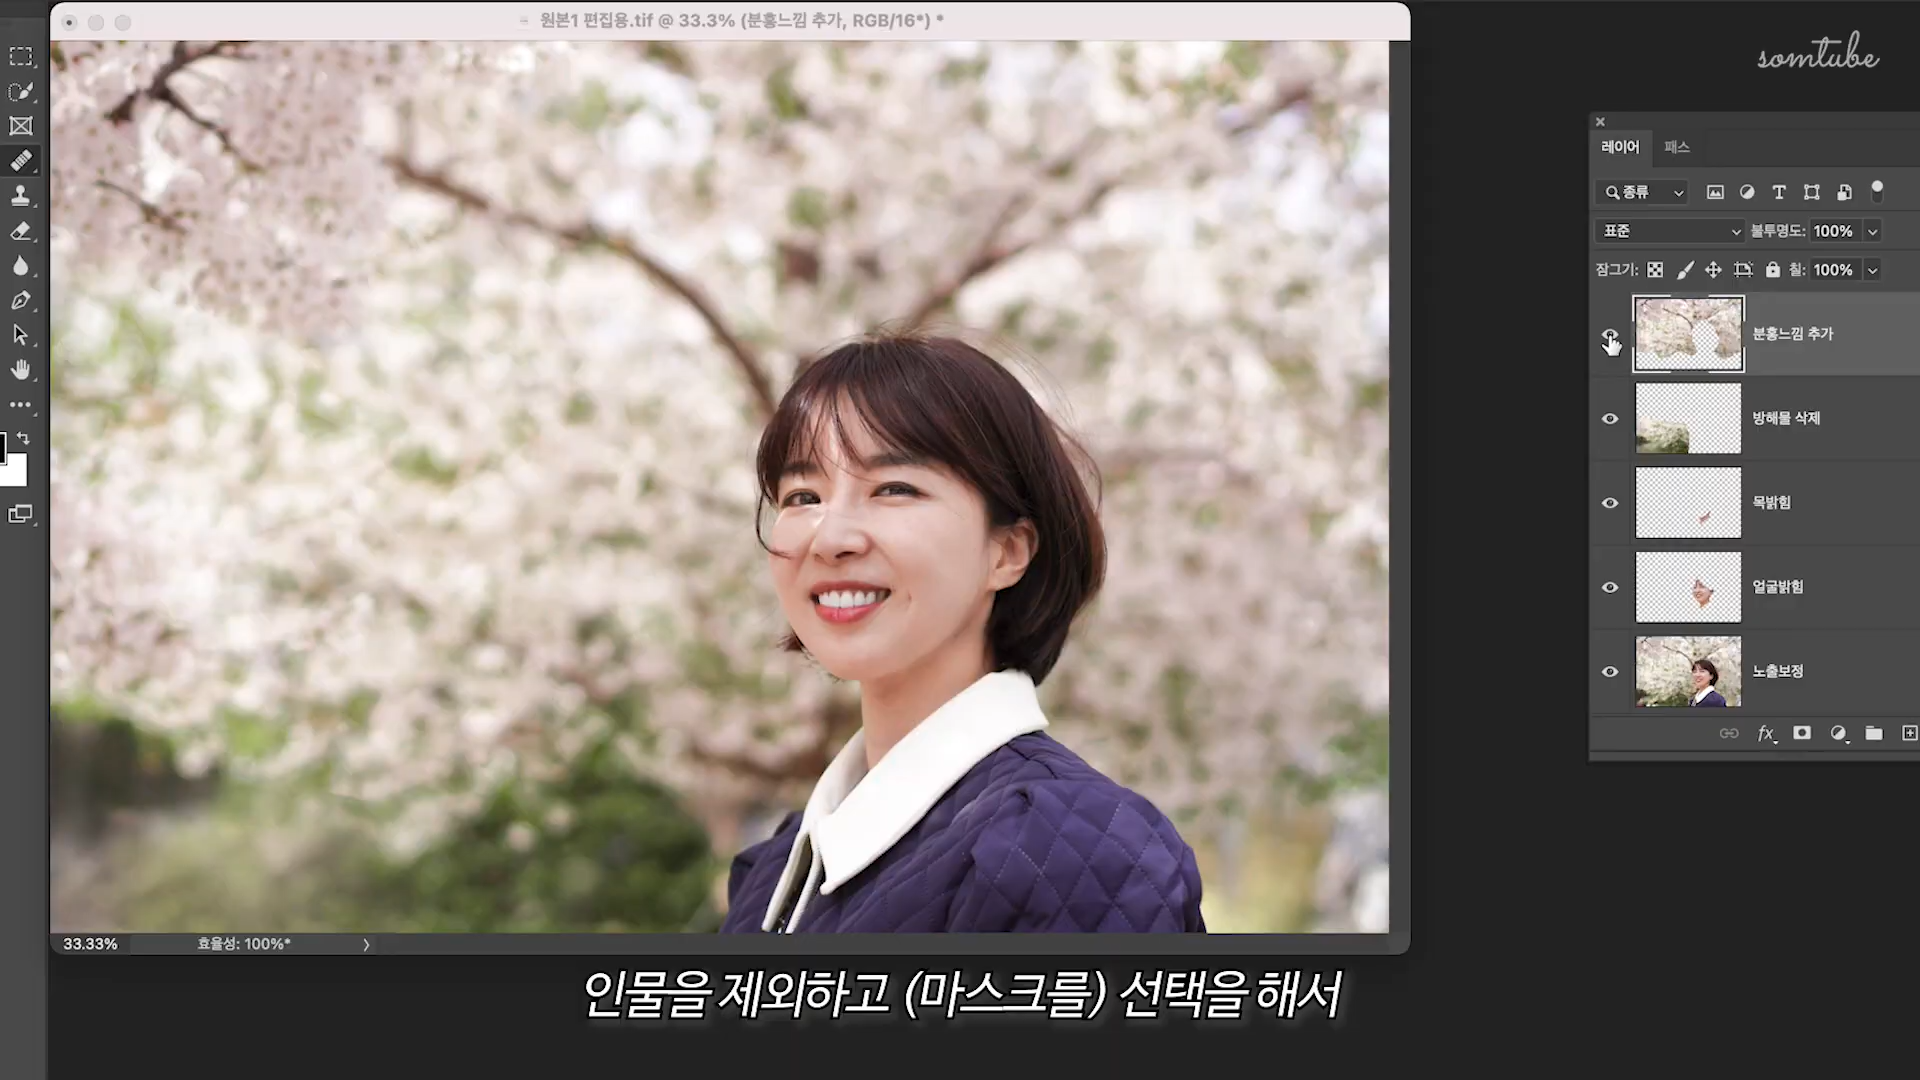 원본1 편집용.tif @ 33.3% (분홍느낌 추가, RGB/16*) *
somtube
레이어 패스
종류
표준 불투명도: 100%
잠그기: 칠: 100%
분홍느낌 추가
방해물 삭제
목밝힘
얼굴밝힘
노출보정
fx
33.33% 효율성: 100%*
인물을 제외하고 (마스크를) 선택을 해서